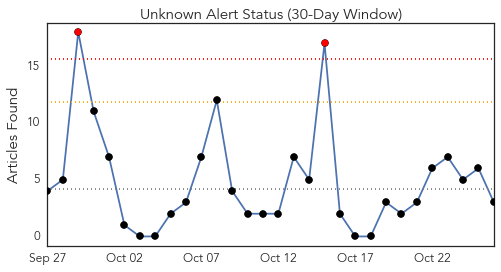 Unknown Alert Status (30-Day Window)
Articles Found
15
10
5
0
Sep 27 Oct 02 Oct 07 Oct 12 Oct 17 Oct 22